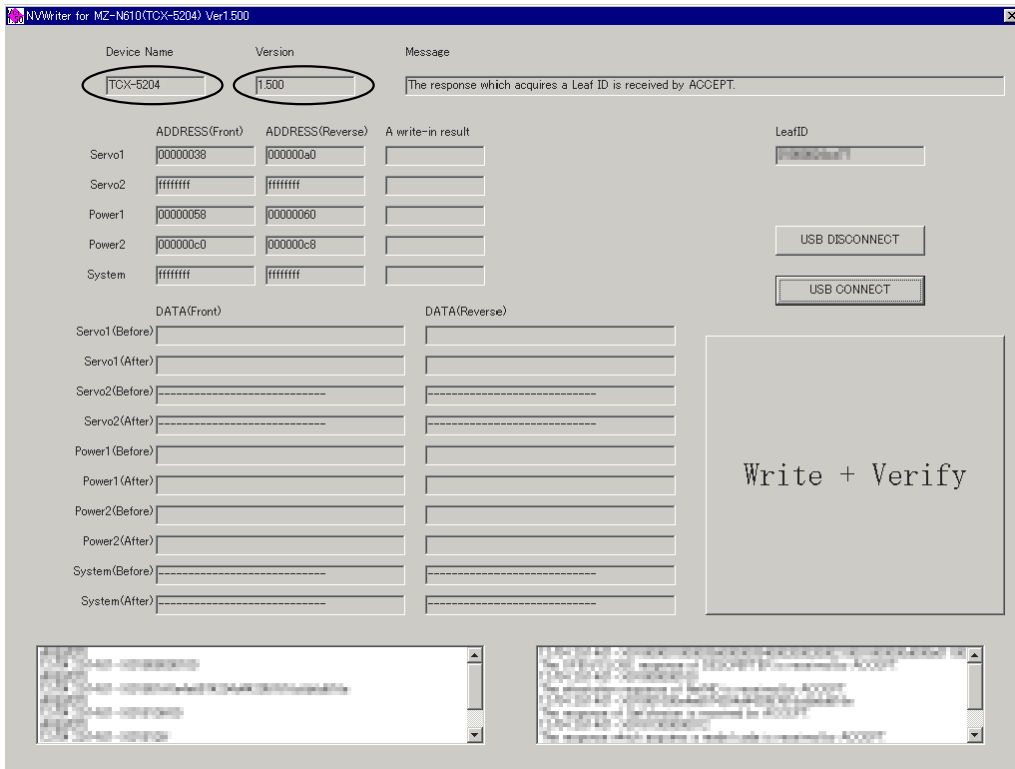 NVWriter for MZ-N610(TCX-5204) Ver1.500
Device Name Version Message
TCX-5204 1.500 The response which acquires a Leaf ID is received by ACCEPT.
ADDRESS(Front) ADDRESS(Reverse) A write-in result LeafID
Servo1 00000038 000000a0
Servo2 ffffffff ffffffff
Power1 00000058 00000060
Power2 000000c0 000000c8
USB DISCONNECT
System ffffffff ffffffff
USB CONNECT
DATA(Front) DATA(Reverse)
Servo1(Before)
Servo1(After)
Servo2(Before) ---------------------------- ----------------------------
Servo2(After) ---------------------------- ----------------------------
Power1(Before)
Power1(After)
Write + Verify
Power2(Before)
Power2(After)
System(Before) ---------------------------- ----------------------------
System(After) ---------------------------- ----------------------------